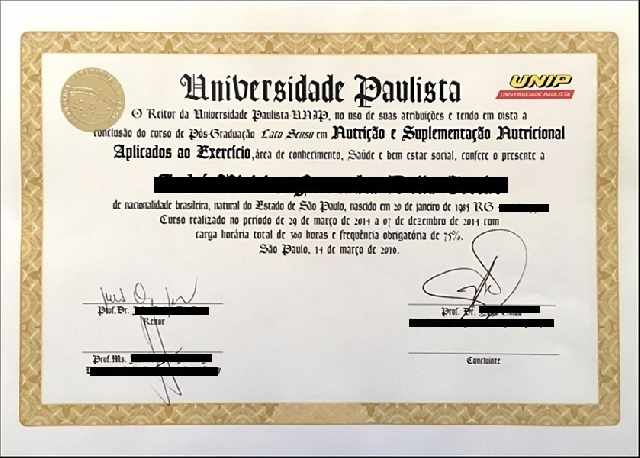 Universidade Paulista
UNIP
UNIVERSIDADE PAULISTA
O Reitor da Universidade Paulista-UNIP, no uso de suas atribuições e tendo em vista a
conclusão do curso de Pós-Graduação Lato Sensu em Nutrição e Suplementação Nutricional
Aplicados ao Exercício, área de conhecimento, Saúde e bem estar social, confere o presente a
de nacionalidade brasileira, natural do Estado de São Paulo, nascido em 20 de janeiro de 1985 RG
Curso realizado no período de 29 de março de 2014 a 07 de dezembro de 2014 com
carga horária total de 360 horas e frequência obrigatória de 75%.
São Paulo, 14 de março de 2016.
Prof. Dr.
Reitor
Prof. Dr.
Prof. Ms.
Concluinte